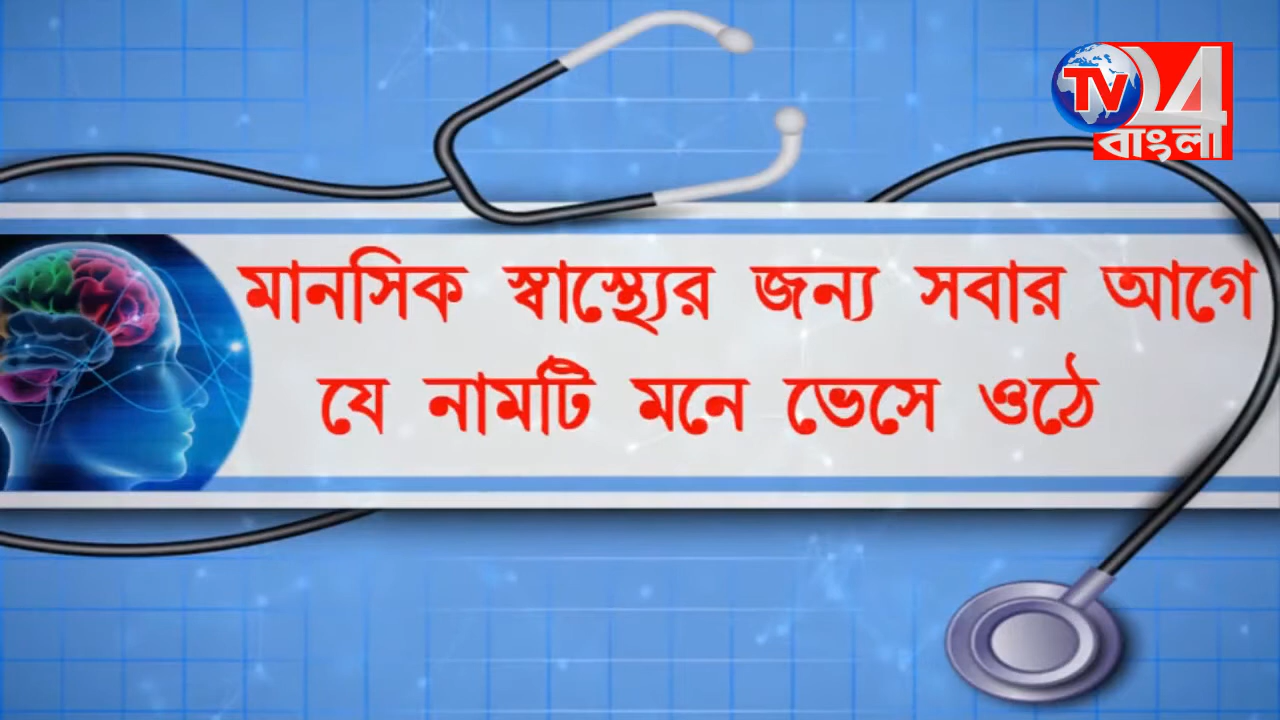 TV 24
বাংলা
মানসিক স্বাস্থ্যের জন্য সবার আগে
যে নামটি মনে ভেসে ওঠে